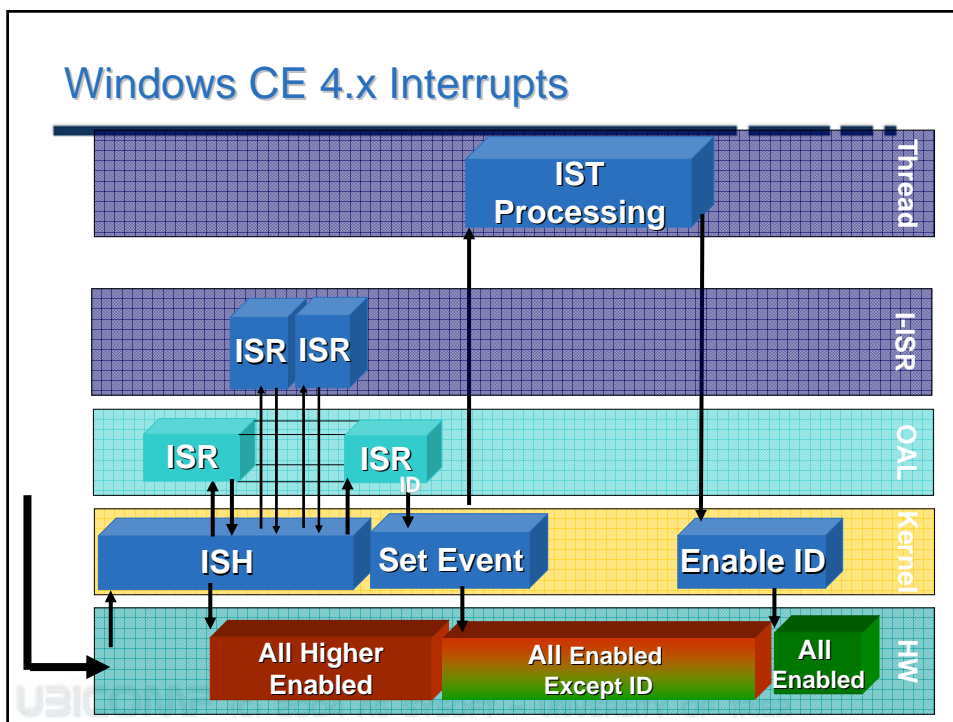 Windows CE 4.x Interrupts
Thread
IST
Processing
I-ISR
ISR
ISR
OAL
ISR
ISR
ID
Kernel
ISH
Set Event
Enable ID
HW
All Higher
Enabled
All Enabled
Except ID
All
Enabled